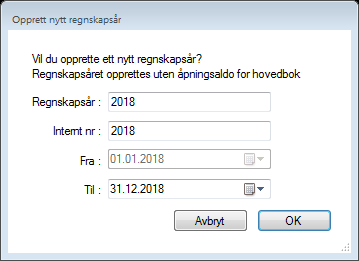 Opprett nytt regnskapsår
Vil du opprette ett nytt regnskapsår?
Regnskapsåret opprettes uten åpningsaldo for hovedbok
Regnskapsår : 2018
Internt nr : 2018
Fra : 01.01.2018
Til : 31.12.2018
Avbryt OK